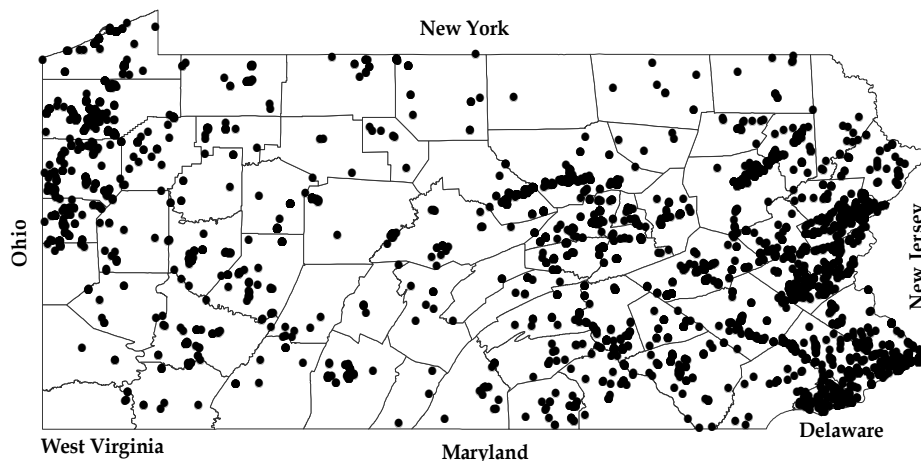 New York
Ohio
New Jersey
West Virginia
Maryland
Delaware